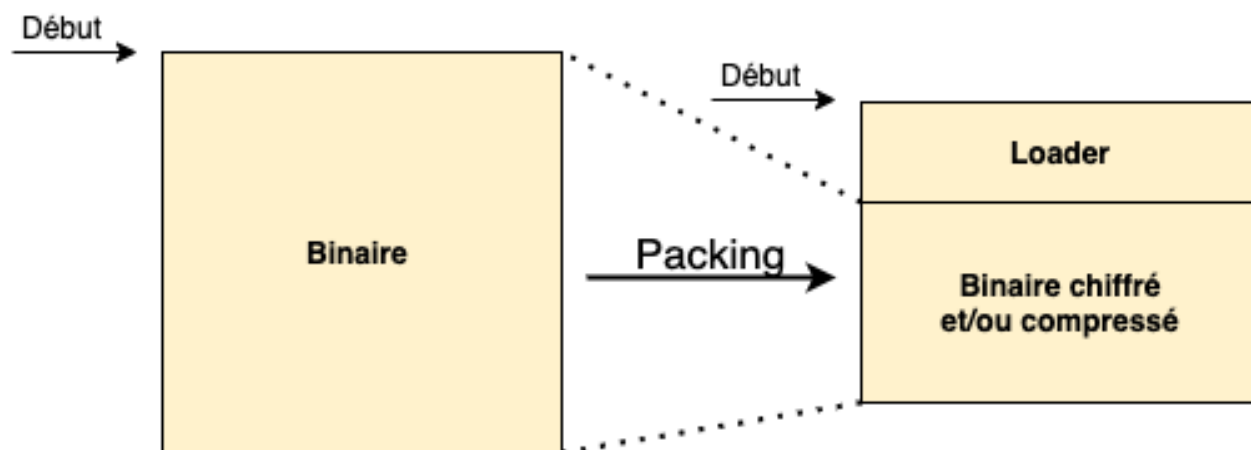 Début
Binaire
Packing
Début
Loader
Binaire chiffré
et/ou compressé